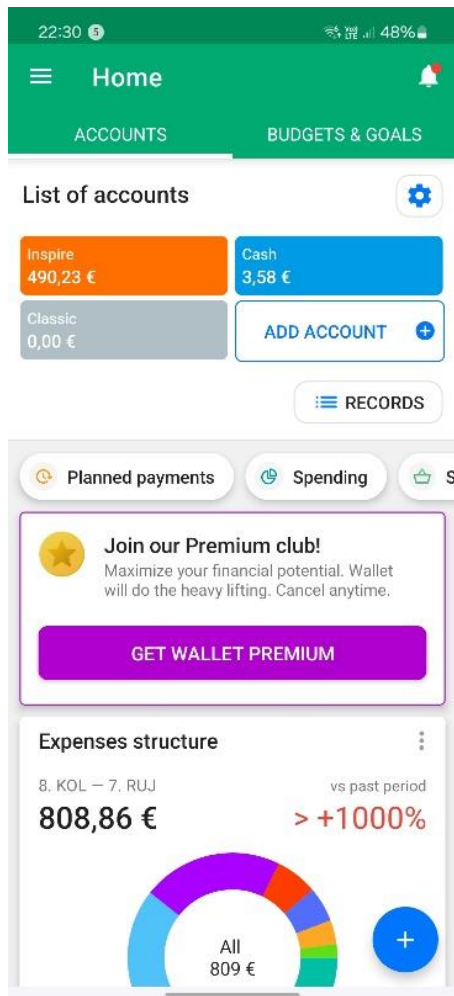 22:30 5 48%
Home
ACCOUNTS BUDGETS & GOALS
List of accounts
Inspire Cash
490,23 € 3,58 €
Classic
0,00 € ADD ACCOUNT
RECORDS
Planned payments Spending S
Join our Premium club!
Maximize your financial potential. Wallet
will do the heavy lifting. Cancel anytime.
GET WALLET PREMIUM
Expenses structure
8. KOL — 7. RUJ vs past period
808,86 € > +1000%
All
809 €